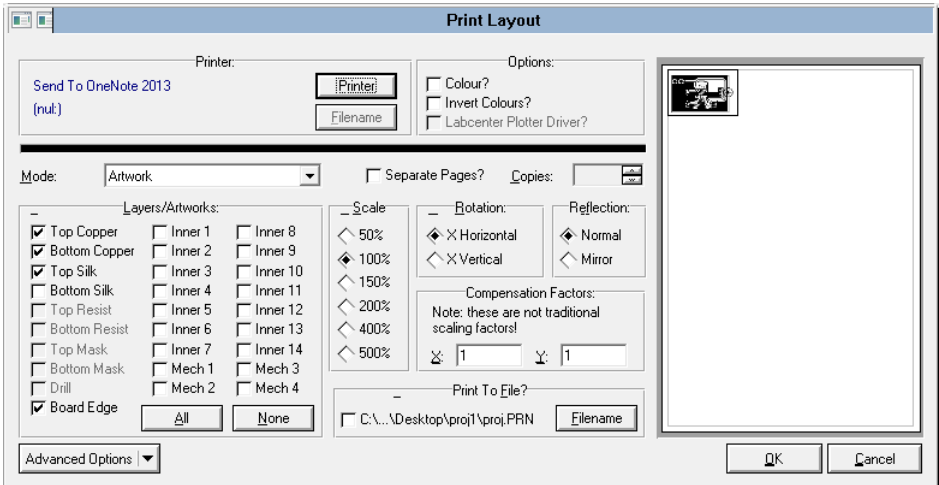 Print Layout
Printer:
Send To OneNote 2013
(nul:)
Printer
Filename
Options:
Colour?
Invert Colours?
Labcenter Plotter Driver?
Mode:
Artwork
Separate Pages?
Copies:
Layers/Artworks:
Top Copper
Bottom Copper
Top Silk
Bottom Silk
Top Resist
Bottom Resist
Top Mask
Bottom Mask
Drill
Board Edge
Inner 1
Inner 2
Inner 3
Inner 4
Inner 5
Inner 6
Inner 7
Mech 1
Mech 2
Inner 8
Inner 9
Inner 10
Inner 11
Inner 12
Inner 13
Inner 14
Mech 3
Mech 4
All
None
Scale
50%
100%
150%
200%
400%
500%
Rotation:
X Horizontal
X Vertical
Reflection:
Normal
Mirror
Compensation Factors:
Note: these are not traditional
scaling factors!
X: 1
Y: 1
Print To File?
C:\...\Desktop\proj1\proj.PRN
Filename
Advanced Options
OK
Cancel